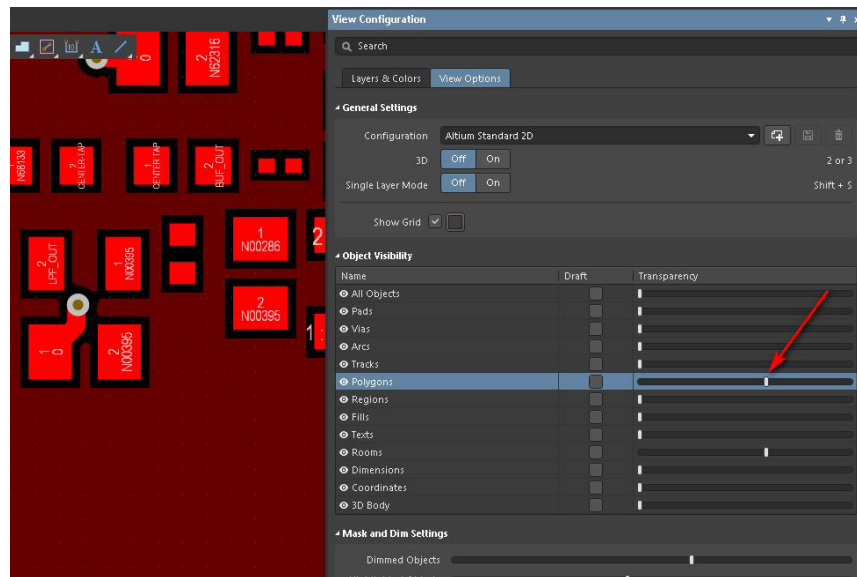 View Configuration
Search
Layers & Colors View Options
General Settings
Configuration Altium Standard 2D
3D Off On 2 or 3
Single Layer Mode Off On Shift + S
Show Grid
Object Visibility
Name Draft Transparency
All Objects
Pads
Vias
Arcs
Tracks
Polygons
Regions
Fills
Texts
Rooms
Dimensions
Coordinates
3D Body
Mask and Dim Settings
Dimmed Objects
A
0
2
N62316
1
N68133
2
CENTER-TAP
1
CENTER TAP
2
BUF_OUT
2
LPF_OUT
1
N00395
1
N00286
2
2
N00395
1
1
0
2
N00395